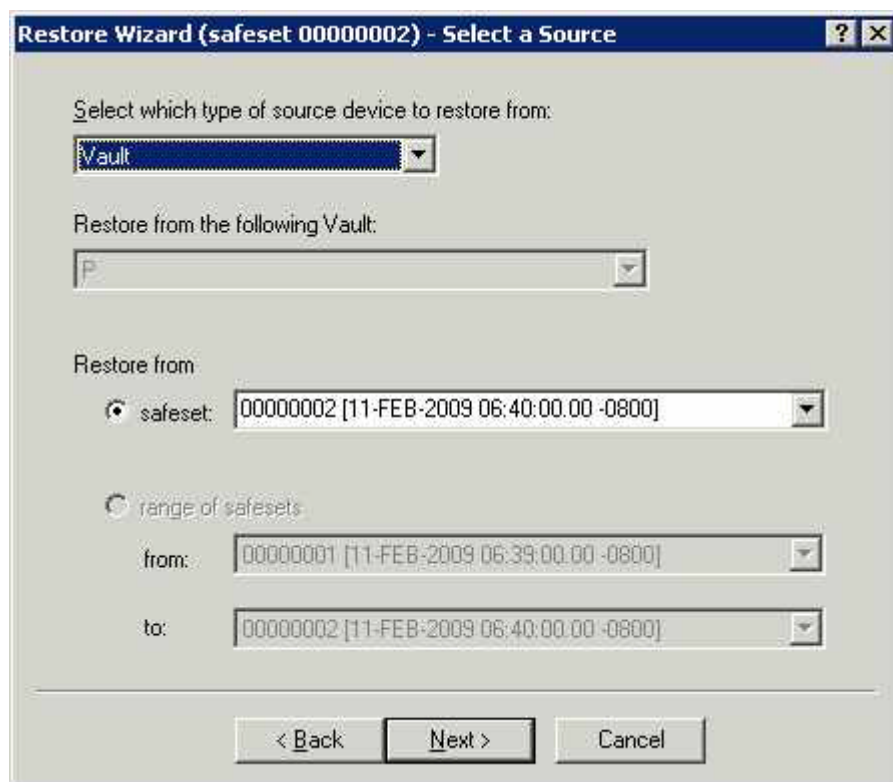 Restore Wizard (safeset 00000002) - Select a Source
Select which type of source device to restore from:
Vault
Restore from the following Vault:
P
Restore from
safeset: 00000002 [11-FEB-2009 06:40:00.00 -0800]
range of safesets
from: 00000001 [11-FEB-2009 06:39:00.00 -0800]
to: 00000002 [11-FEB-2009 06:40:00.00 -0800]
< Back Next > Cancel